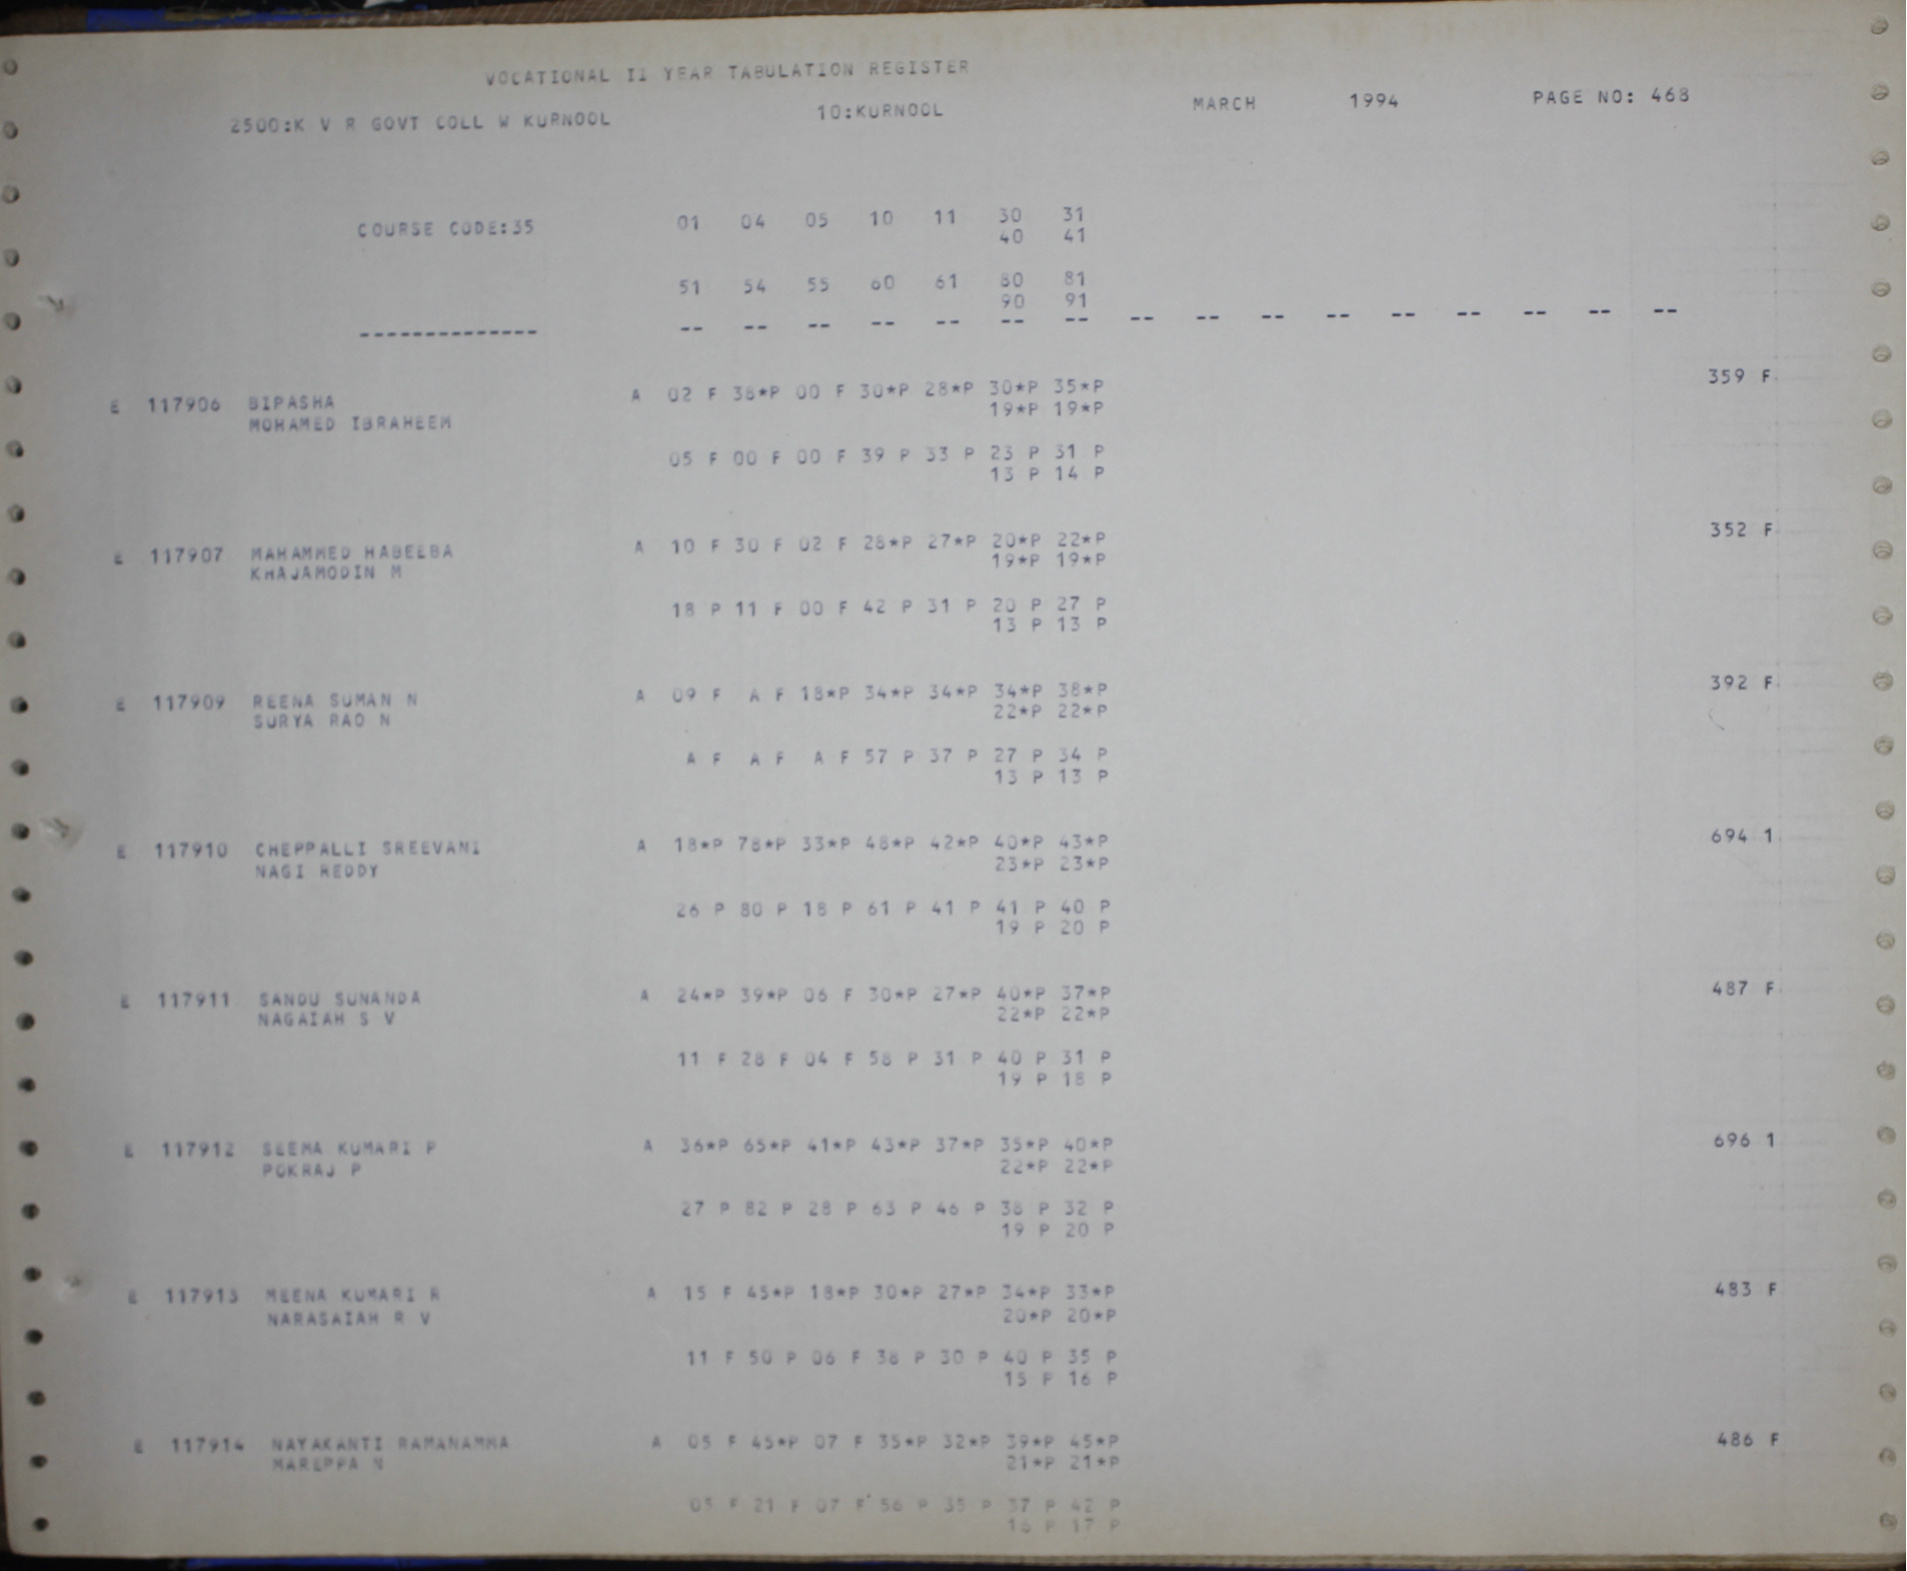 VOCATIONAL II YEAR TABULATION REGISTER
2500:K V R GOVT COLL W KURNOOL 10:KURNOOL MARCH 1994 PAGE NO: 468
COURSE CODE:35 01 04 05 10 11 30 31
40 41
51 54 55 60 61 80 81
90 91
-------------- -- -- -- -- -- -- -- -- -- -- -- -- -- -- -- --
E 117906 BIPASHA A 02 F 38*P 00 F 30*P 28*P 30*P 35*P 359 F
MOHAMED IBRAHEEM 19*P 19*P
05 F 00 F 00 F 39 P 33 P 23 P 31 P
13 P 14 P
E 117907 MAHAMMED HABEEBA A 10 F 30 F 02 F 28*P 27*P 20*P 22*P 352 F
KHAJAMODIN M 19*P 19*P
18 P 11 F 00 F 42 P 31 P 20 P 27 P
13 P 13 P
E 117909 REENA SUMAN N A 09 F A F 18*P 34*P 34*P 34*P 38*P 392 F
SURYA RAO N 22*P 22*P
A F A F A F 57 P 37 P 27 P 34 P
13 P 13 P
E 117910 CHEPPALLI SREEVANI A 18*P 78*P 33*P 48*P 42*P 40*P 43*P 694 1
NAGI REDDY 23*P 23*P
26 P 80 P 18 P 61 P 41 P 41 P 40 P
19 P 20 P
E 117911 SANDU SUNANDA A 24*P 39*P 06 F 30*P 27*P 40*P 37*P 487 F
NAGAIAH S V 22*P 22*P
11 F 28 F 04 F 58 P 31 P 40 P 31 P
19 P 18 P
E 117912 SEEMA KUMARI P A 36*P 65*P 41*P 43*P 37*P 35*P 40*P 696 1
POKRAJ P 22*P 22*P
27 P 82 P 28 P 63 P 46 P 38 P 32 P
19 P 20 P
E 117913 MEENA KUMARI R A 15 F 45*P 18*P 30*P 27*P 34*P 33*P 483 F
NARASAIAH R V 20*P 20*P
11 F 50 P 06 F 38 P 30 P 40 P 35 P
15 P 16 P
E 117914 NAYAKANTI RAMANAMMA A 05 F 45*P 07 F 35*P 32*P 39*P 45*P 486 F
MAREPPA N 21*P 21*P
05 F 21 F 07 F 56 P 35 P 37 P 42 P
16 P 17 P